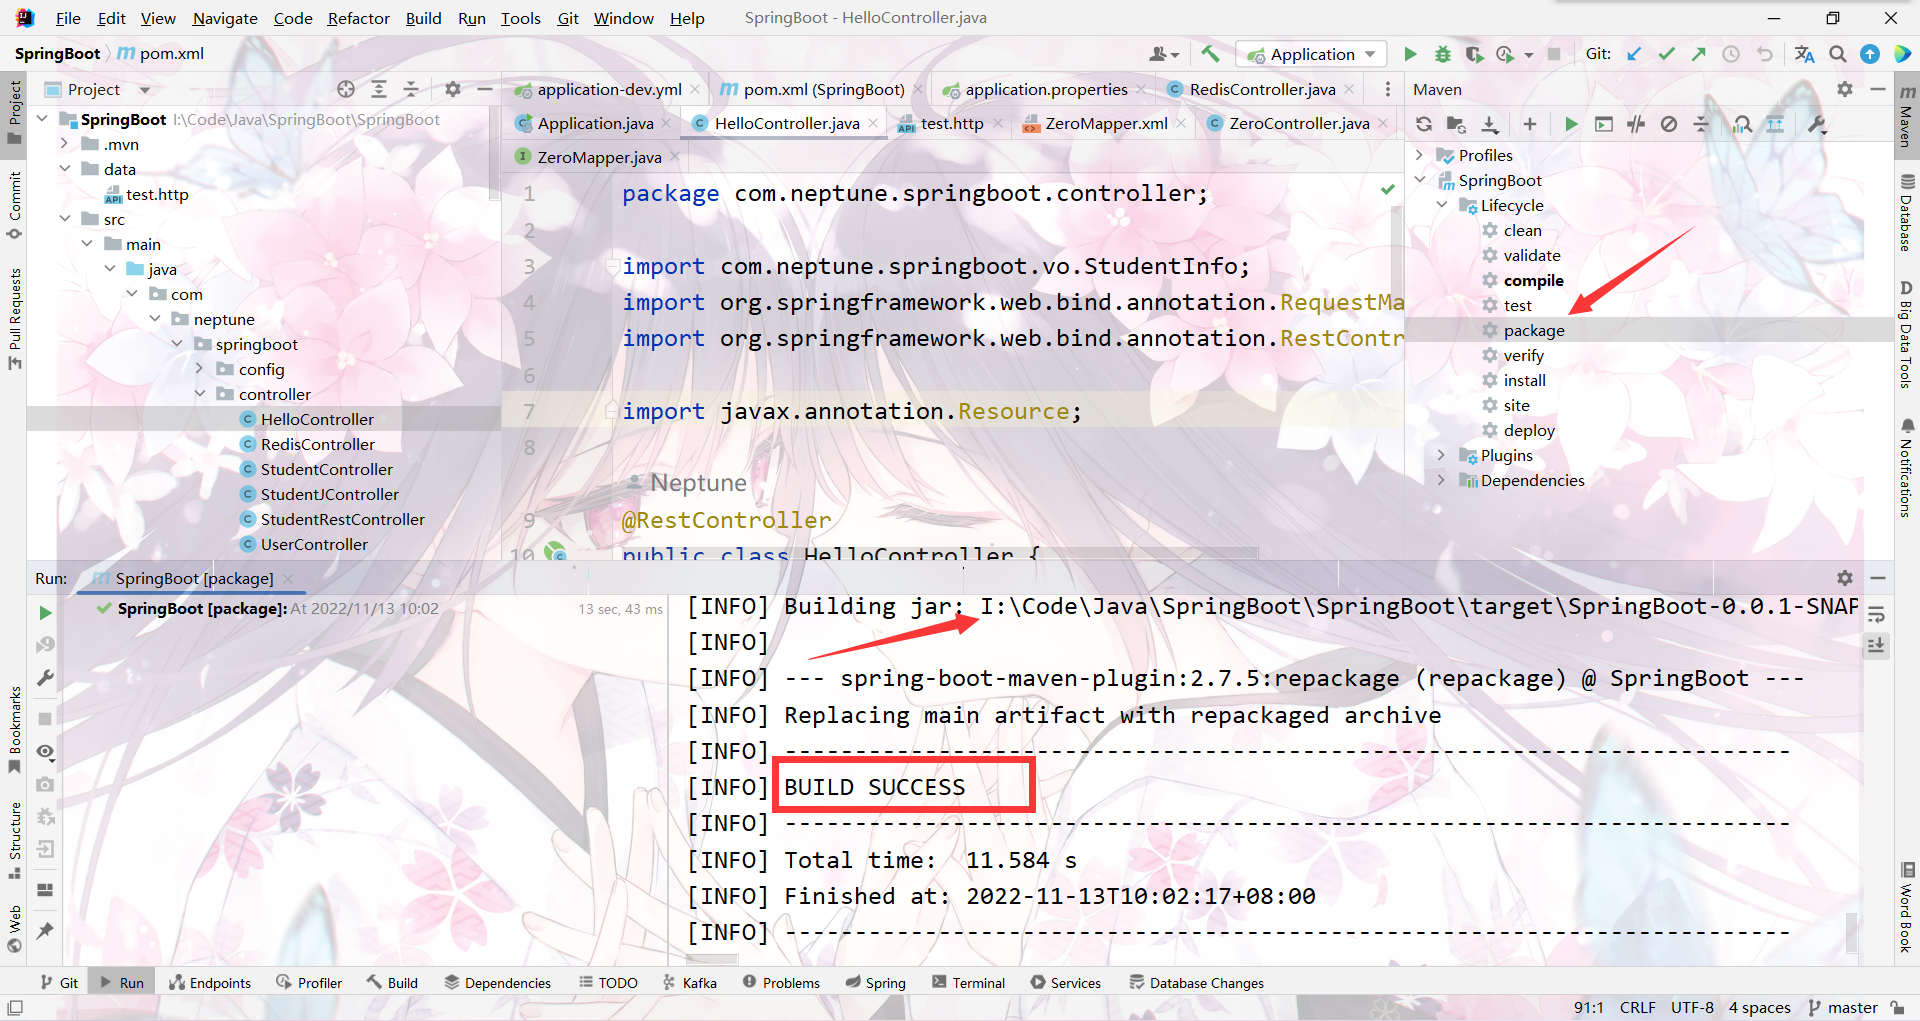 File Edit View Navigate Code Refactor Build Run Tools Git Window Help SpringBoot - HelloController.java
SpringBoot pom.xml
Application
Git:
Project
Project
Commit
Pull Requests
Bookmarks
Structure
Web
SpringBoot I:\Code\Java\SpringBoot\SpringBoot
.mvn
data
test.http
src
main
java
com
neptune
springboot
config
controller
HelloController
RedisController
StudentController
StudentJController
StudentRestController
UserController
application-dev.yml
pom.xml (SpringBoot)
application.properties
RedisController.java
Application.java
HelloController.java
test.http
ZeroMapper.xml
ZeroController.java
ZeroMapper.java
1 package com.neptune.springboot.controller;
2
3 import com.neptune.springboot.vo.StudentInfo;
4 import org.springframework.web.bind.annotation.RequestMa
5 import org.springframework.web.bind.annotation.RestContr
6
7 import javax.annotation.Resource;
8
Neptune
9 @RestController
10 public class HelloController {
Maven
Profiles
SpringBoot
Lifecycle
clean
validate
compile
test
package
verify
install
site
deploy
Plugins
Dependencies
Maven
Database
Big Data Tools
Notifications
Word Book
Run: SpringBoot [package]
SpringBoot [package]: At 2022/11/13 10:02 13 sec, 43 ms
[INFO] Building jar: I:\Code\Java\SpringBoot\SpringBoot\target\SpringBoot-0.0.1-SNAP
[INFO]
[INFO] --- spring-boot-maven-plugin:2.7.5:repackage (repackage) @ SpringBoot ---
[INFO] Replacing main artifact with repackaged archive
[INFO] ------------------------------------------------------------------------
[INFO] BUILD SUCCESS
[INFO] ------------------------------------------------------------------------
[INFO] Total time:  11.584 s
[INFO] Finished at: 2022-11-13T10:02:17+08:00
[INFO] ------------------------------------------------------------------------
Git Run Endpoints Profiler Build Dependencies TODO Kafka Problems Spring Terminal Services Database Changes
91:1 CRLF UTF-8 4 spaces master